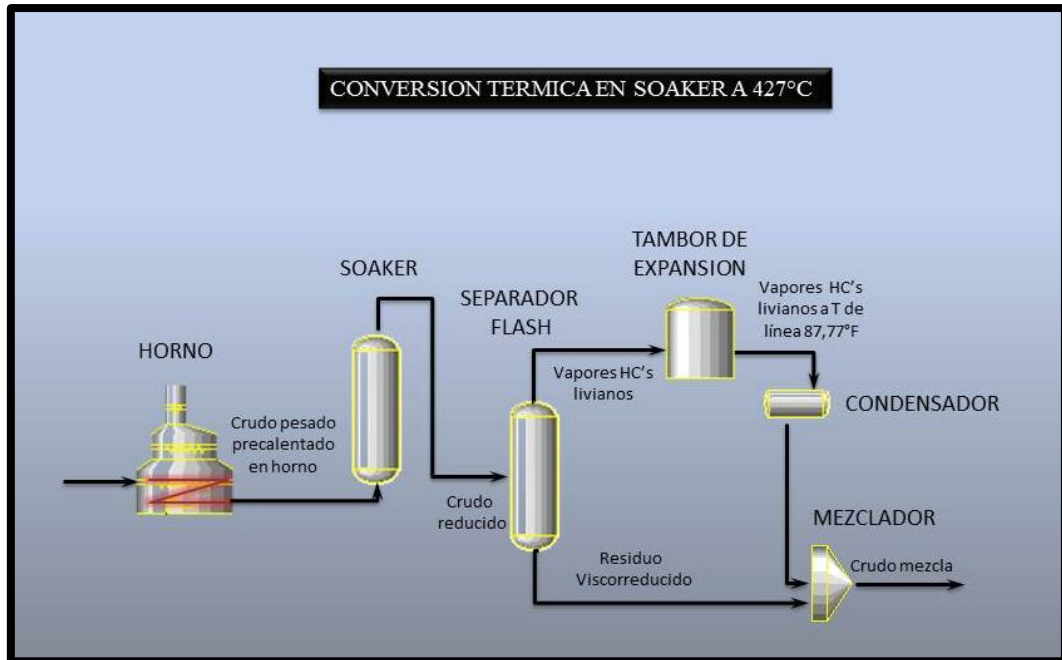 CONVERSION TERMICA EN SOAKER A 427°C
TAMBOR DE
EXPANSION
SOAKER
SEPARADOR
FLASH
Vapores HC's
livianos a T de
línea 87,77°F
HORNO
Vapores HC's
livianos
CONDENSADOR
Crudo pesado
precalentado
en horno
Crudo
reducido
MEZCLADOR
Residuo
Viscorreducido
Crudo mezcla